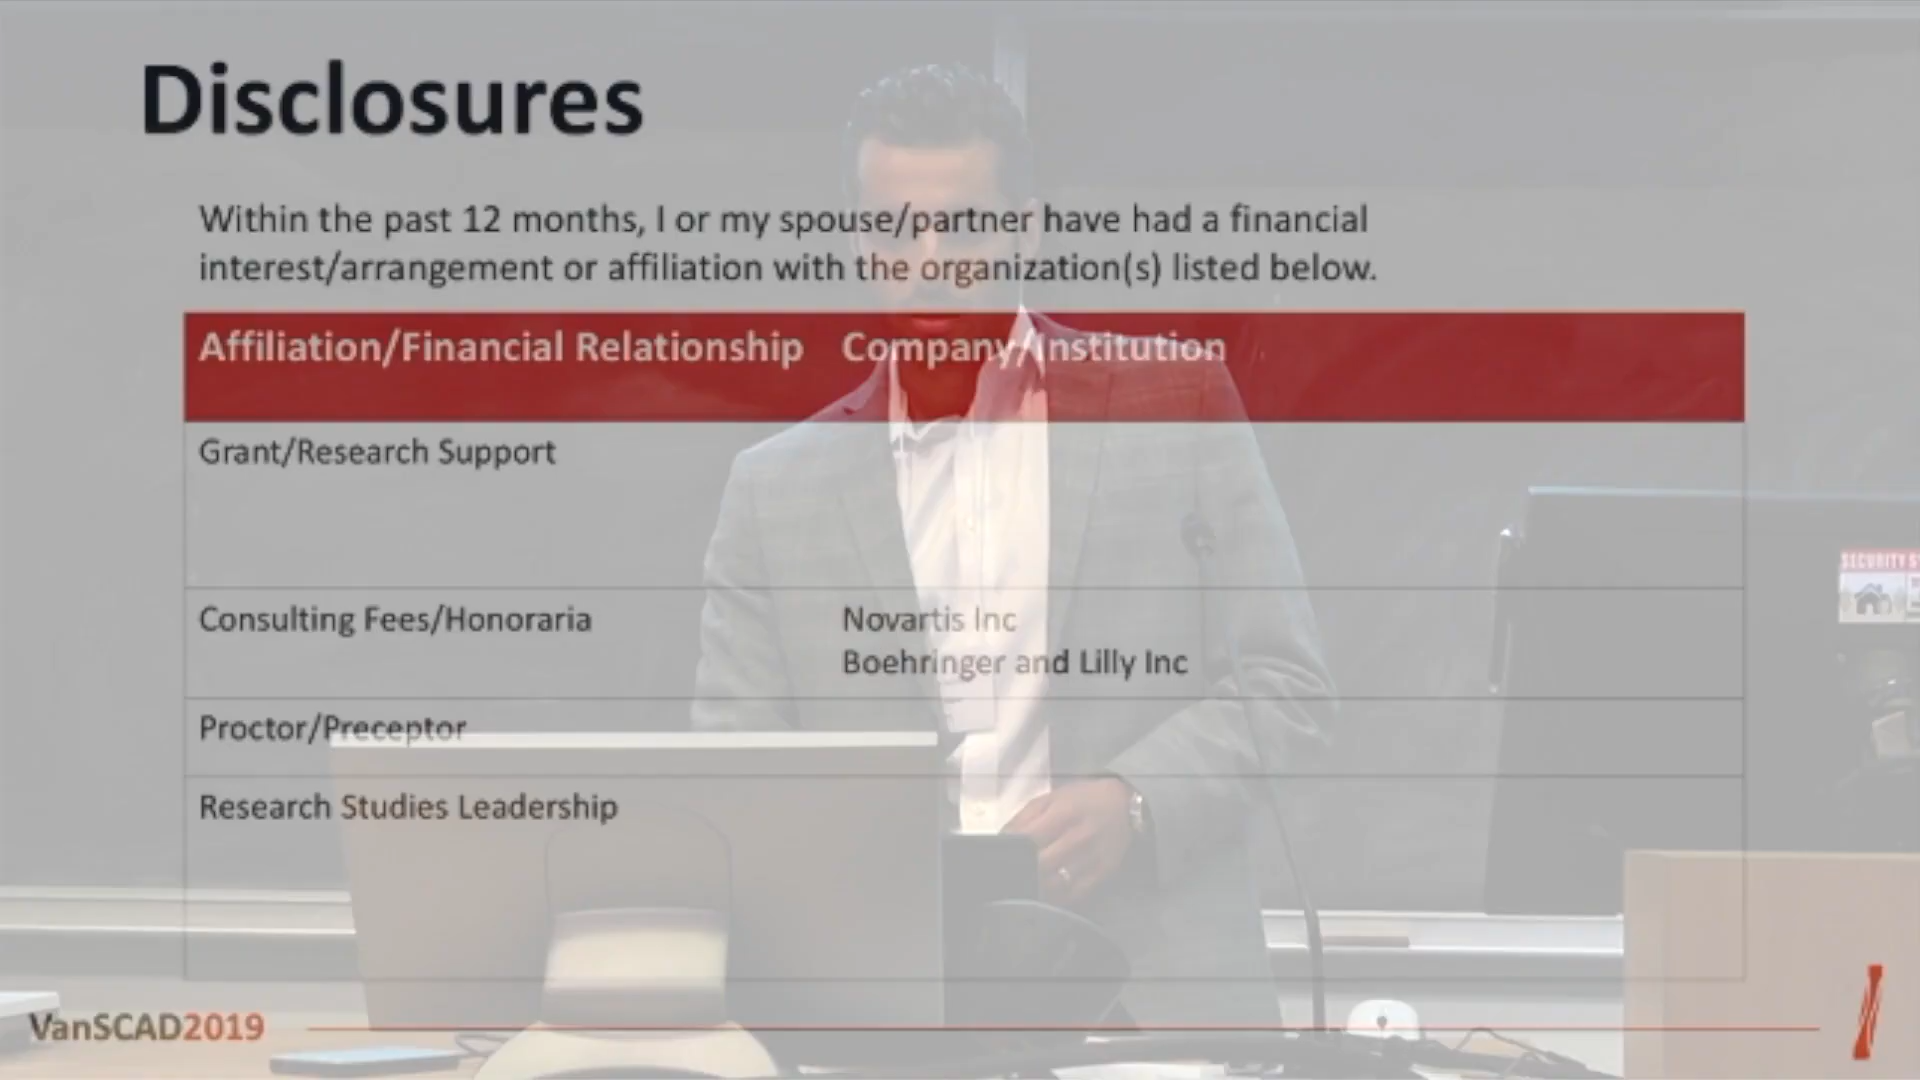 Disclosures
Within the past 12 months, I or my spouse/partner have had a financial
interest/arrangement or affiliation with the organization(s) listed below.
Affiliation/Financial Relationship Company/Institution
Grant/Research Support
SECURITY
Consulting Fees/Honoraria Novartis Inc
Boehringer and Lilly Inc
Proctor/Preceptor
Research Studies Leadership
VanSCAD2019